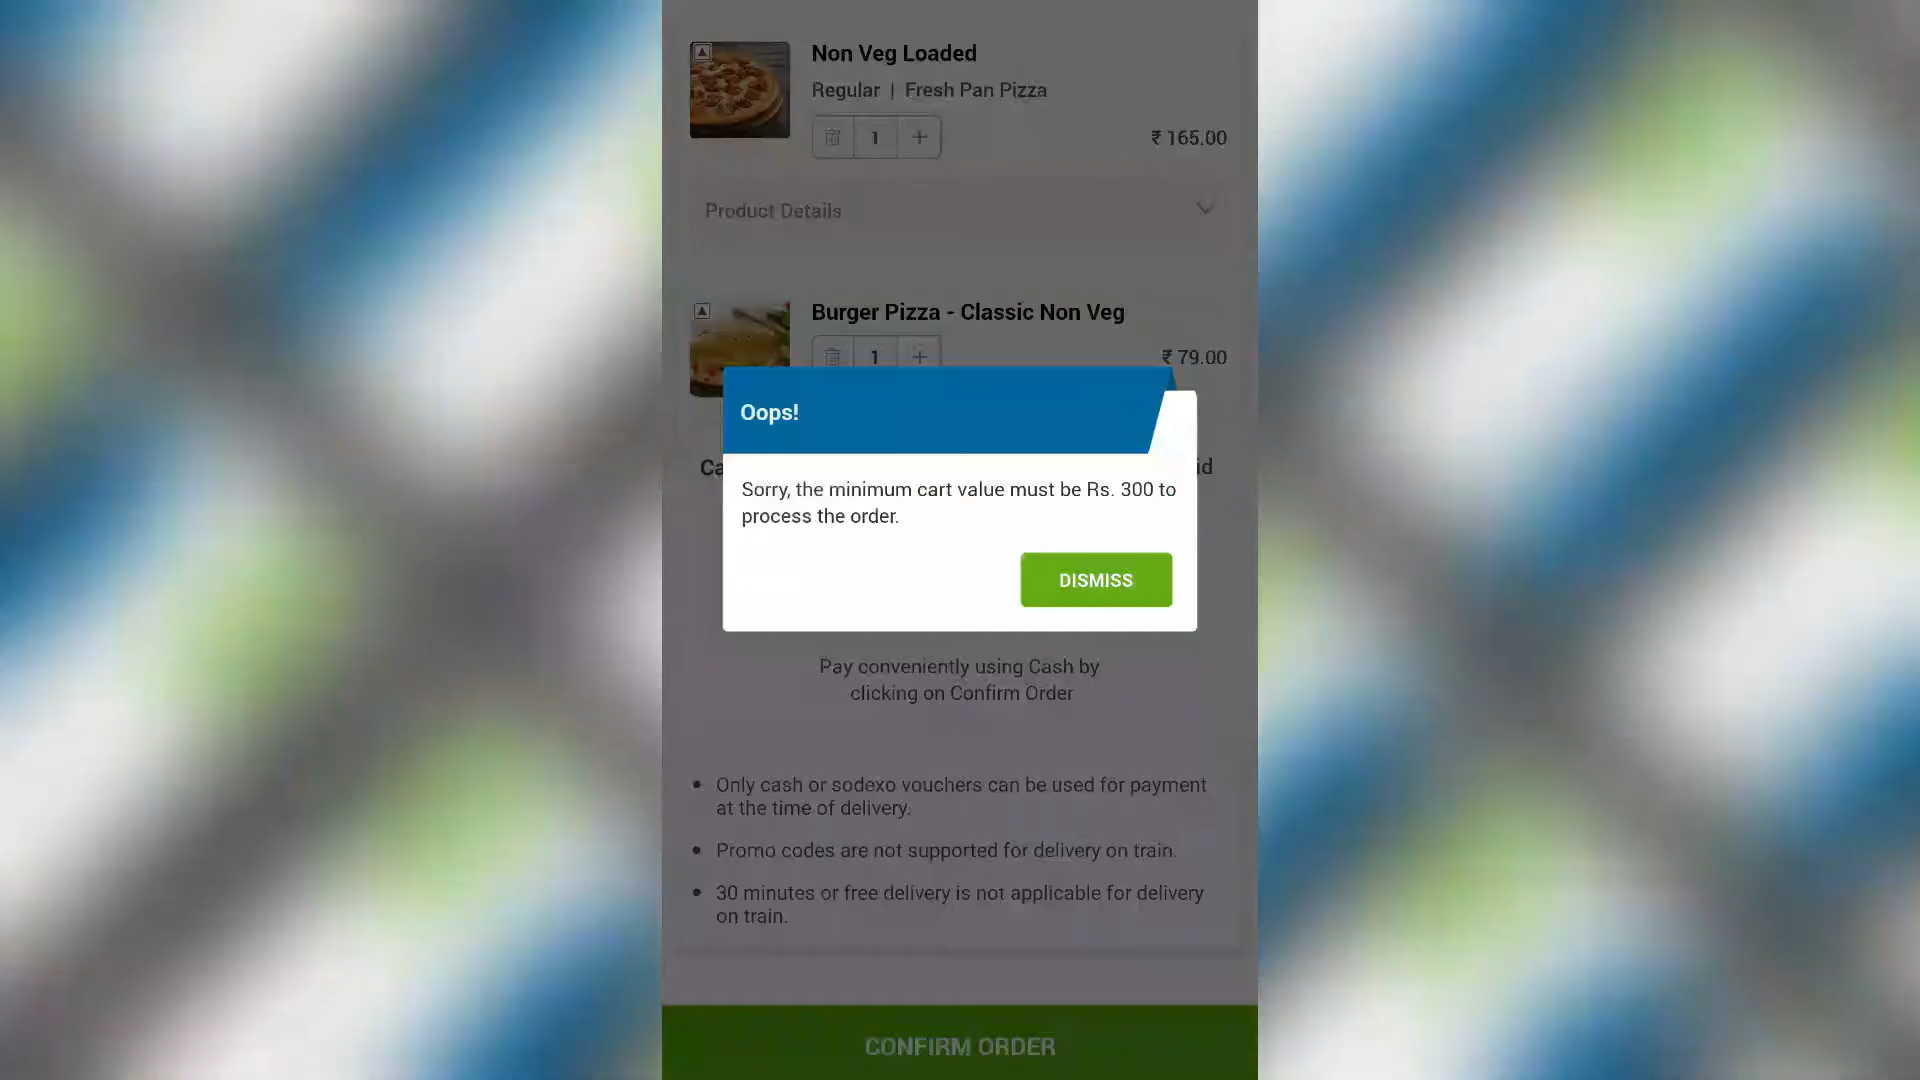 Non Veg Loaded
Regular | Fresh Pan Pizza
1 +
₹ 165.00
Product Details
Burger Pizza - Classic Non Veg
1 +
₹ 79.00
Oops!
Sorry, the minimum cart value must be Rs. 300 to
process the order.
DISMISS
Pay conveniently using Cash by
clicking on Confirm Order
• Only cash or sodexo vouchers can be used for payment
at the time of delivery.
• Promo codes are not supported for delivery on train.
• 30 minutes or free delivery is not applicable for delivery
on train.
CONFIRM ORDER